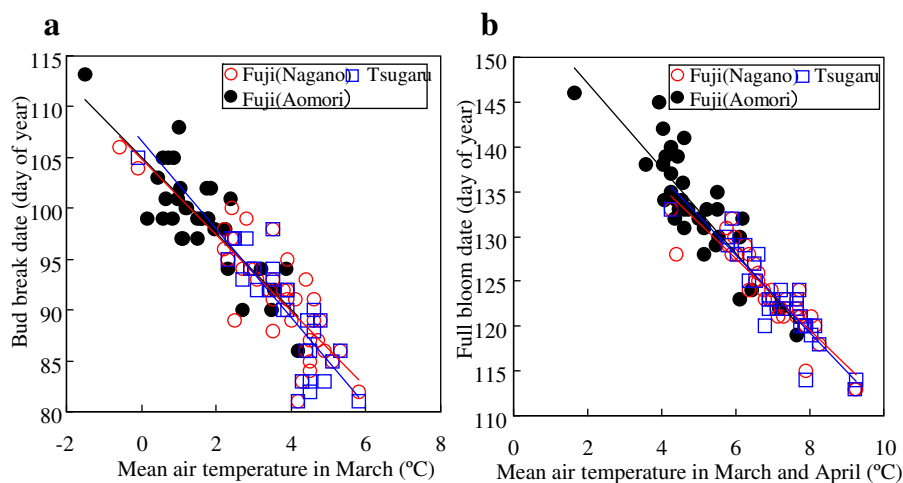 a
Fuji(Nagano) Tsugaru
Fuji(Aomori)
Bud break date (day of year)
115
110
105
100
95
90
85
80
-2 0 2 4 6 8
Mean air temperature in March (ºC)
b
Fuji(Nagano) Tsugaru
Fuji(Aomori)
Full bloom date (day of year)
150
145
140
135
130
125
120
115
110
0 2 4 6 8 10
Mean air temperature in March and April (ºC)